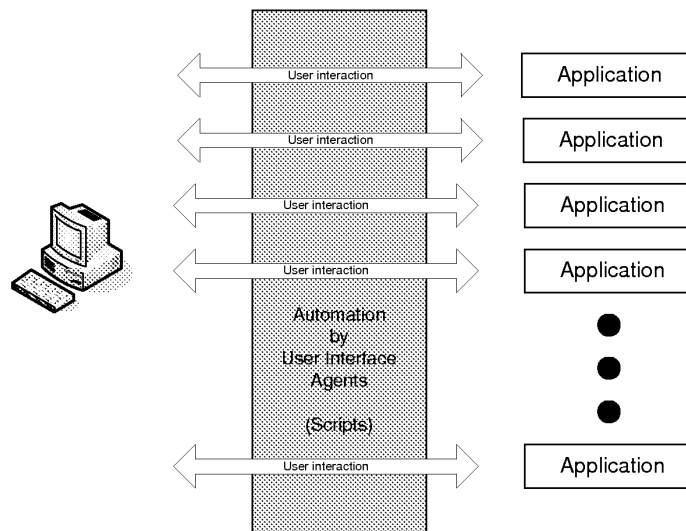 User interaction
Application
User interaction
Application
User interaction
Application
User interaction
Application
Automation
by
User Interface
Agents
(Scripts)
User interaction
Application